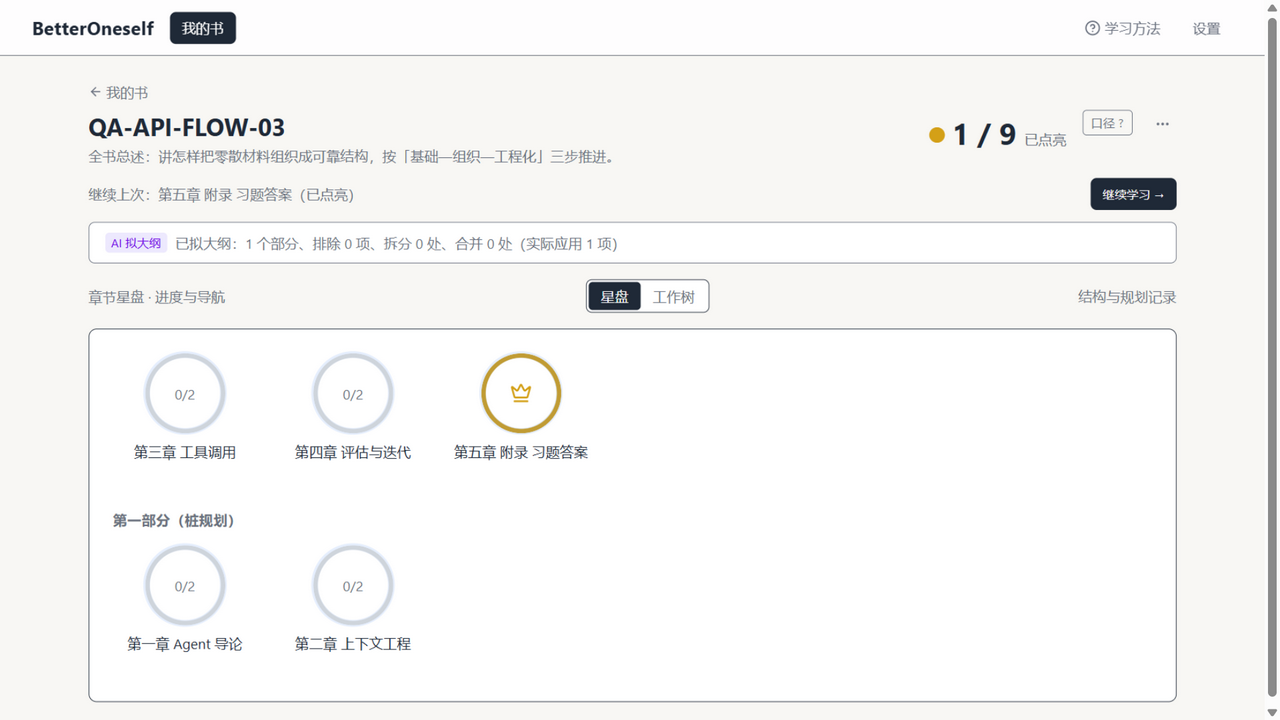 BetterOneself 我的书 学习方法 设置
← 我的书
QA-API-FLOW-03
1 / 9 已点亮 口径 ? ···
全书总述：讲怎样把零散材料组织成可靠结构，按「基础—组织—工程化」三步推进。
继续上次：第五章 附录 习题答案（已点亮） 继续学习 →
AI 拟大纲 已拟大纲：1 个部分、排除 0 项、拆分 0 处、合并 0 处（实际应用 1 项）
章节星盘 · 进度与导航 星盘 工作树 结构与规划记录
0/2 0/2
第三章 工具调用 第四章 评估与迭代 第五章 附录 习题答案
第一部分（桩规划）
0/2 0/2
第一章 Agent 导论 第二章 上下文工程